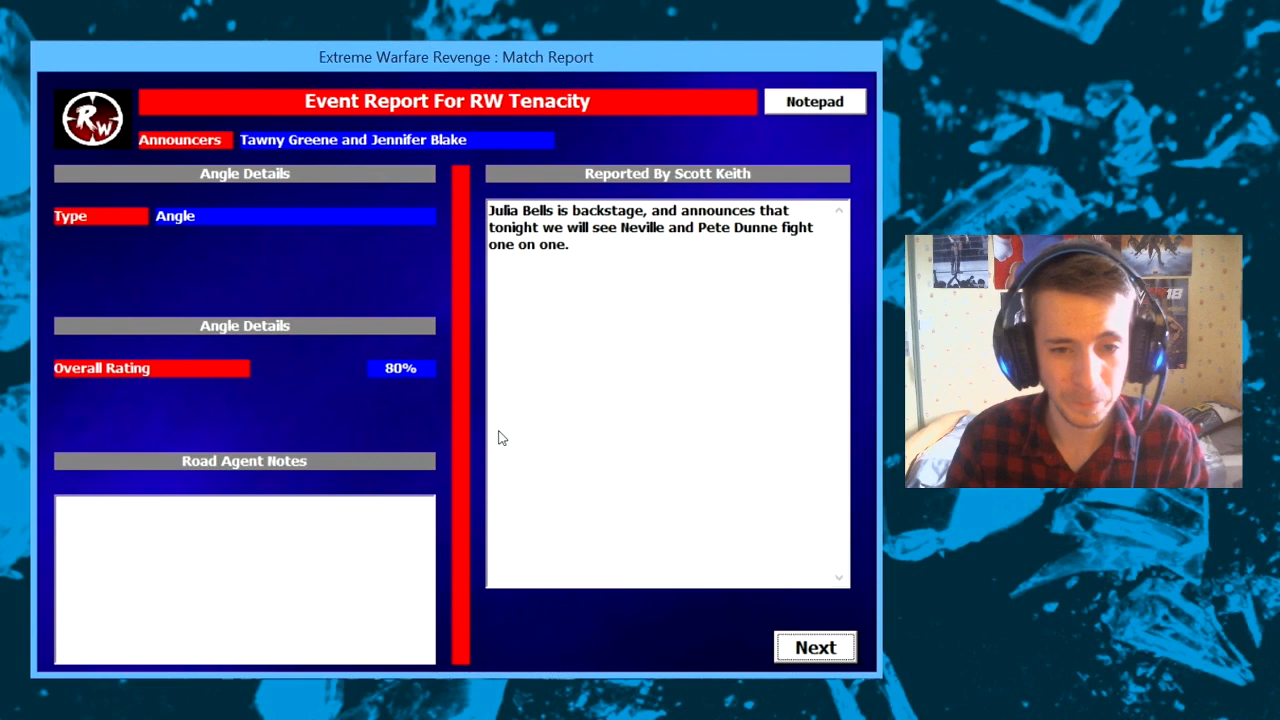 Extreme Warfare Revenge : Match Report
RW
Event Report For RW Tenacity
Notepad
Announcers
Tawny Greene and Jennifer Blake
Angle Details
Reported By Scott Keith
Type
Angle
Julia Bells is backstage, and announces that
tonight we will see Neville and Pete Dunne fight
one on one.
Angle Details
Overall Rating
80%
Road Agent Notes
Next
18